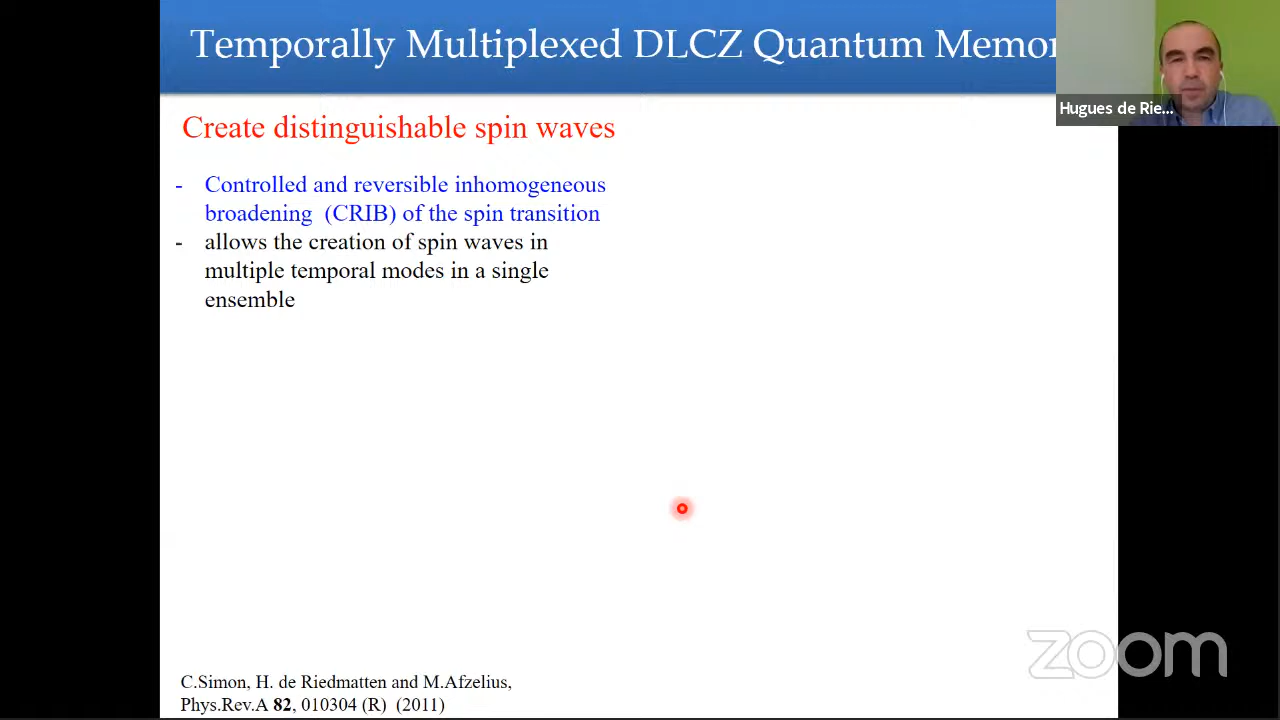 Temporally Multiplexed DLCZ Quantum Memor
Hugues de Rie...
Create distinguishable spin waves
- Controlled and reversible inhomogeneous
broadening (CRIB) of the spin transition
- allows the creation of spin waves in
multiple temporal modes in a single
ensemble
zoom
C.Simon, H. de Riedmatten and M.Afzelius,
Phys.Rev.A 82, 010304 (R) (2011)